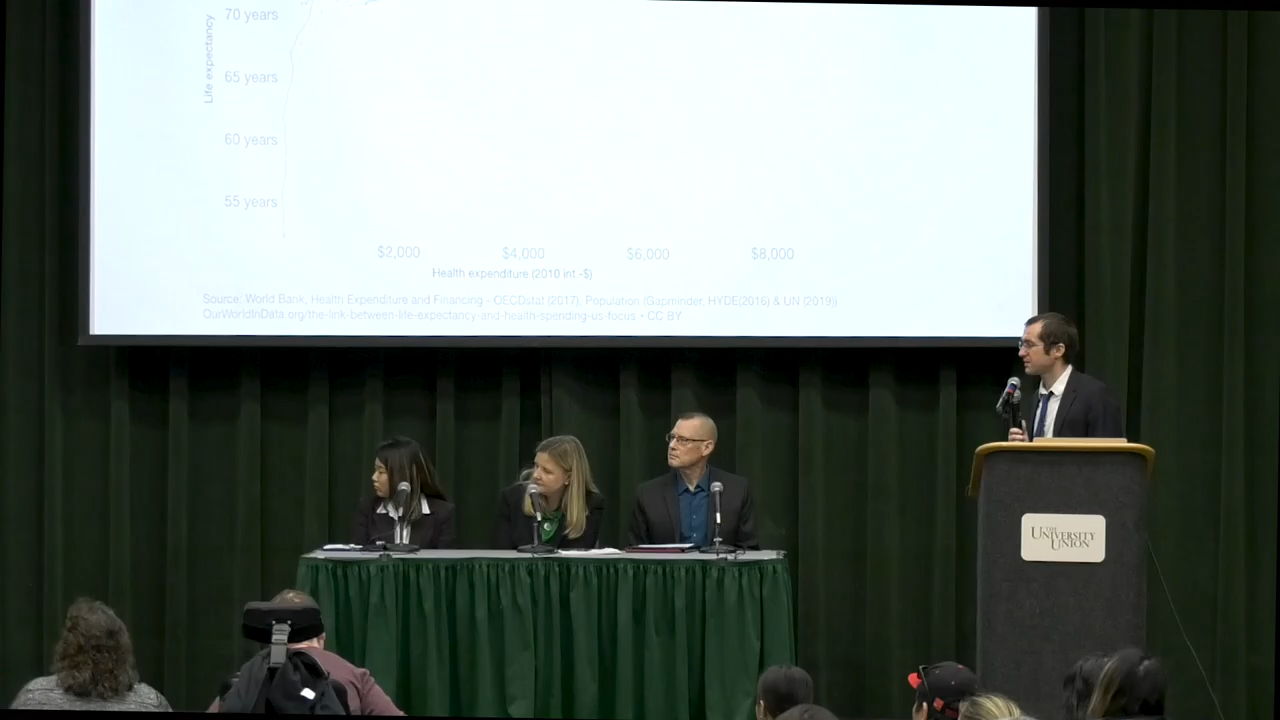 70 years
Life expectancy
65 years
60 years
55 years
$2,000 $4,000 $6,000 $8,000
Health expenditure (2010 int.-$)
Source: World Bank, Health Expenditure and Financing - OECDstat (2017), Population (Gapminder, HYDE(2016) & UN (2019))
OurWorldInData.org/the-link-between-life-expectancy-and-health-spending-us-focus • CC BY
THE
UNIVERSITY
UNION